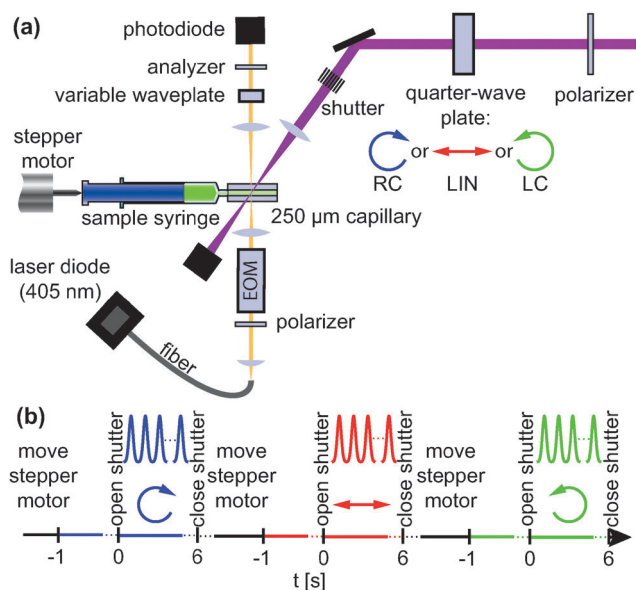 (a)
photodiode
analyzer
variable waveplate
shutter
quarter-wave
plate:
polarizer
stepper
motor
or
or
RC
LIN
LC
sample syringe
250 µm capillary
laser diode
(405 nm)
EOM
polarizer
fiber
(b)
move
stepper
motor
open shutter
close shutter
move
stepper
motor
open shutter
close shutter
move
stepper
motor
open shutter
close shutter
-1
0
6
-1
0
6
-1
0
6
t [s]